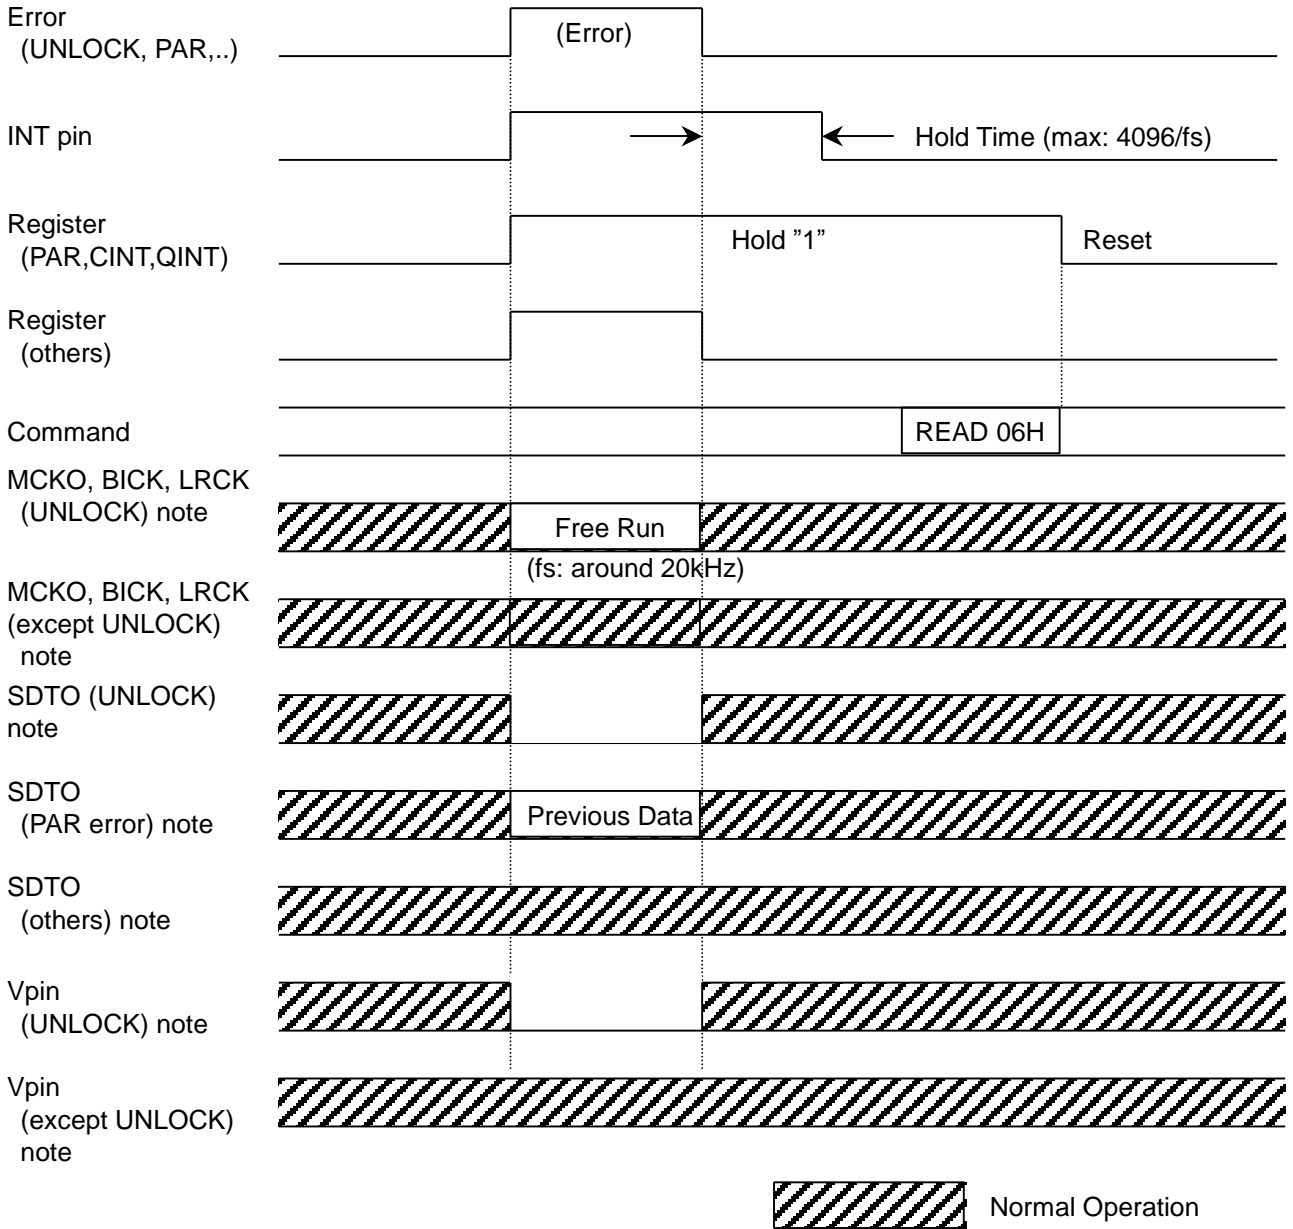 Error
(UNLOCK, PAR,..)
(Error)
INT pin
Hold Time (max: 4096/fs)
Register
(PAR,CINT,QINT)
Hold ”1”
Reset
Register
(others)
Command
READ 06H
MCKO, BICK, LRCK
(UNLOCK) note
Free Run
(fs: around 20kHz)
MCKO, BICK, LRCK
(except UNLOCK)
note
SDTO (UNLOCK)
note
SDTO
(PAR error) note
Previous Data
SDTO
(others) note
Vpin
(UNLOCK) note
Vpin
(except UNLOCK)
note
Normal Operation